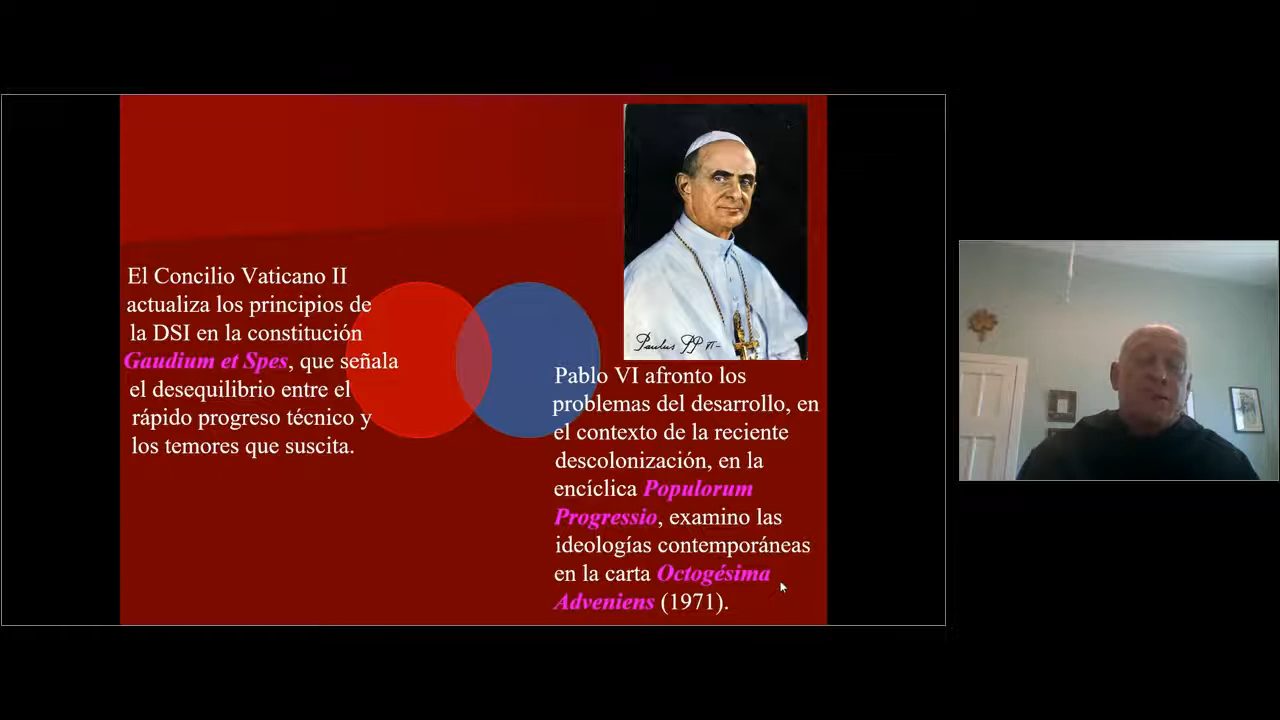 El Concilio Vaticano II
actualiza los principios de
la DSI en la constitución
Gaudium et Spes, que señala
el desequilibrio entre el
rápido progreso técnico y
los temores que suscita.
Paulus PP VI
Pablo VI afronto los
problemas del desarrollo, en
el contexto de la reciente
descolonización, en la
encíclica Populorum
Progressio, examino las
ideologías contemporáneas
en la carta Octogésima
Adveniens (1971).